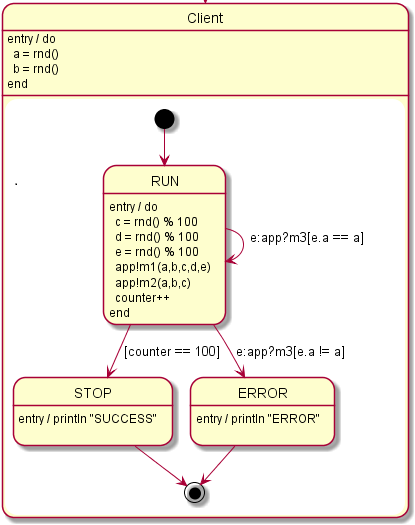 Client
entry / do
a = rnd()
b = rnd()
end
.
RUN
entry / do
c = rnd() % 100
d = rnd() % 100
e = rnd() % 100
app!m1(a,b,c,d,e)
app!m2(a,b,c)
counter++
end
e:app?m3[e.a == a]
[counter == 100]
e:app?m3[e.a != a]
STOP
entry / println "SUCCESS"
ERROR
entry / println "ERROR"